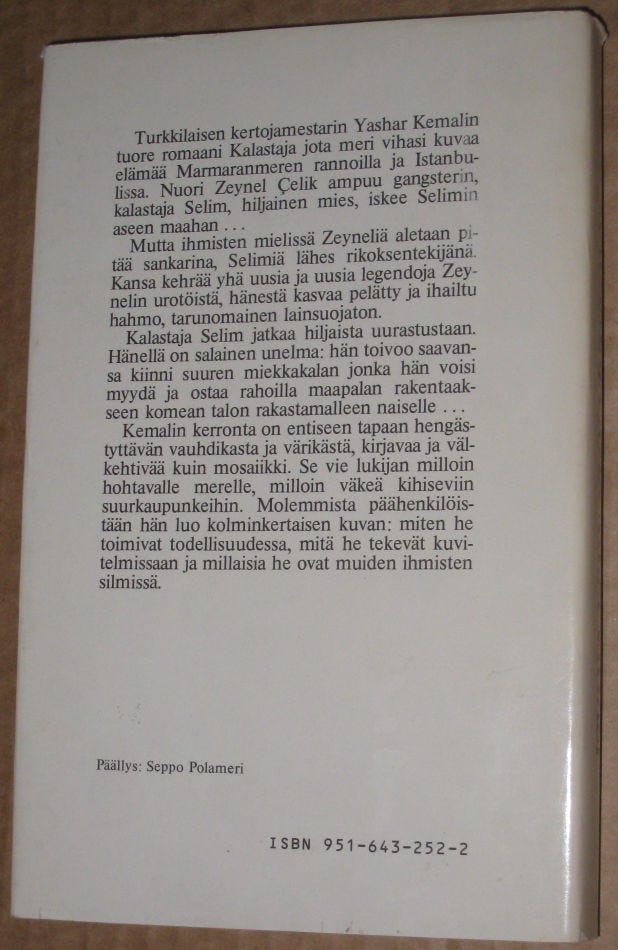 Turkkilaisen kertojamestarin Yashar Kemalin
tuore romaani Kalastaja jota meri vihasi kuvaa
elämää Marmaranmeren rannoilla ja Istanbu-
lissa. Nuori Zeynel Çelik ampuu gangsterin,
kalastaja Selim, hiljainen mies, iskee Selimin
aseen maahan . . .
Mutta ihmisten mielissä Zeyneliä aletaan pi-
tää sankarina, Selimiä lähes rikoksentekijänä.
Kansa kehrää yhä uusia ja uusia legendoja Zey-
nelin urotöistä, hänestä kasvaa pelätty ja ihailtu
hahmo, tarunomainen lainsuojaton.
Kalastaja Selim jatkaa hiljaista uurastustaan.
Hänellä on salainen unelma: hän toivoo saavan-
sa kiinni suuren miekkakalan jonka hän voisi
myydä ja ostaa rahoilla maapalan rakentaak-
seen komean talon rakastamalleen naiselle . . .
Kemalin kerronta on entiseen tapaan hengäs-
tyttävän vauhdikasta ja värikästä, kirjavaa ja väl-
kehtivää kuin mosaiikki. Se vie lukijan milloin
hohtavalle merelle, milloin väkeä kihiseviin
suurkaupunkeihin. Molemmista päähenkilöis-
tään hän luo kolminkertaisen kuvan: miten he
toimivat todellisuudessa, mitä he tekevät kuvi-
telmissaan ja millaisia he ovat muiden ihmisten
silmissä.
Päällys: Seppo Polameri
ISBN 951-643-252-2